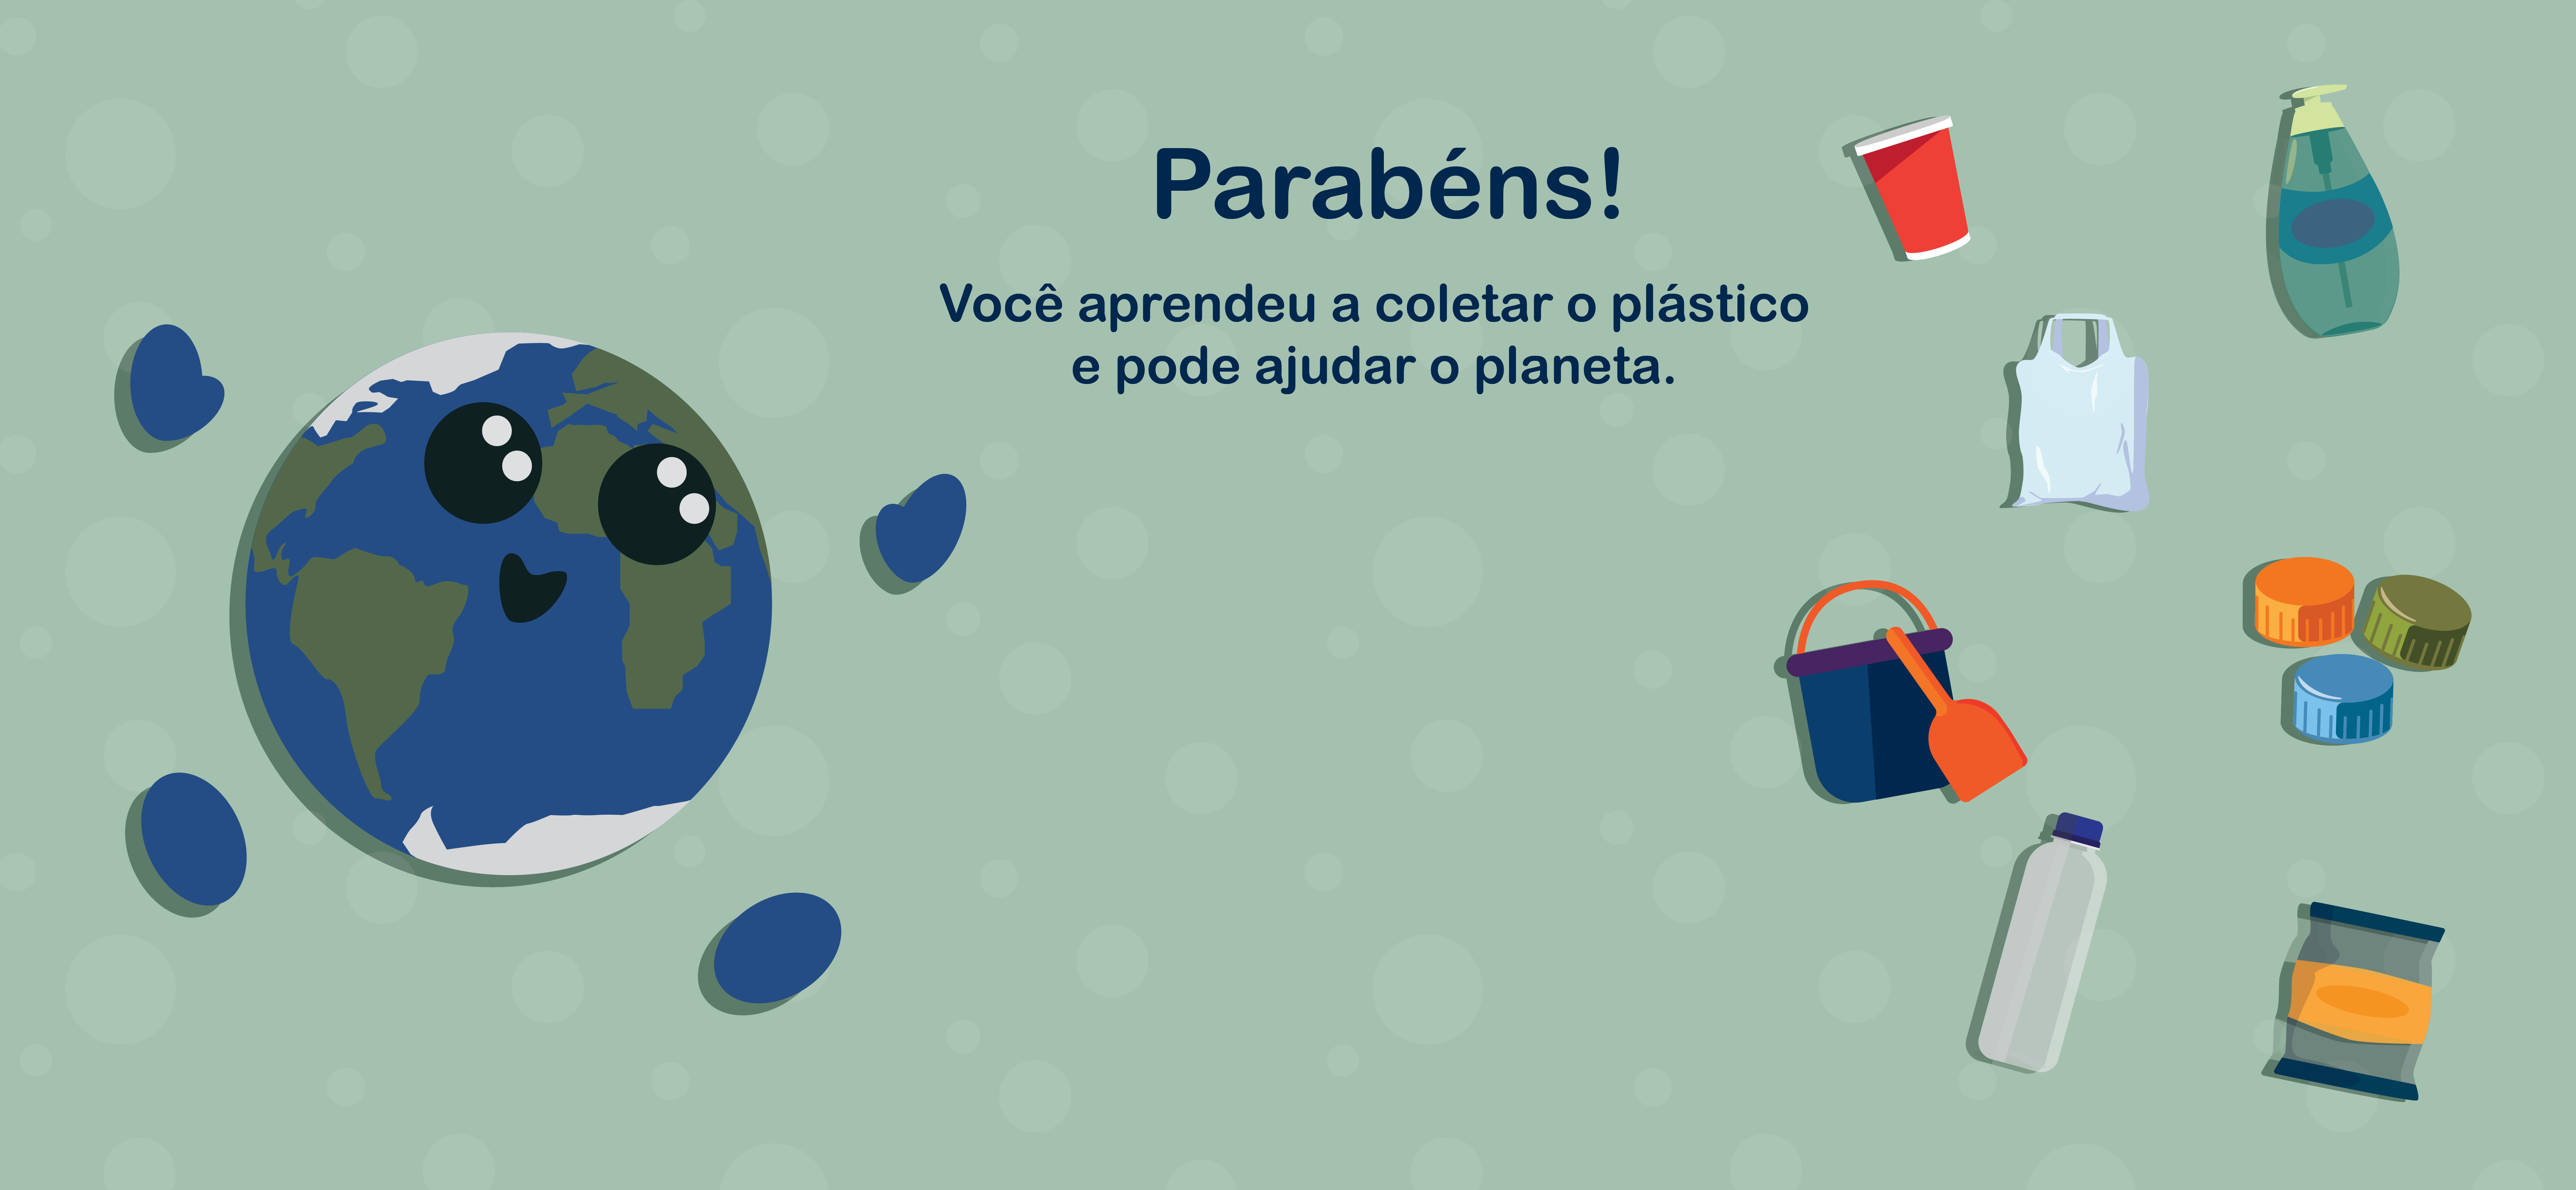 Parabéns!
Você aprendeu a coletar o plástico
e pode ajudar o planeta.